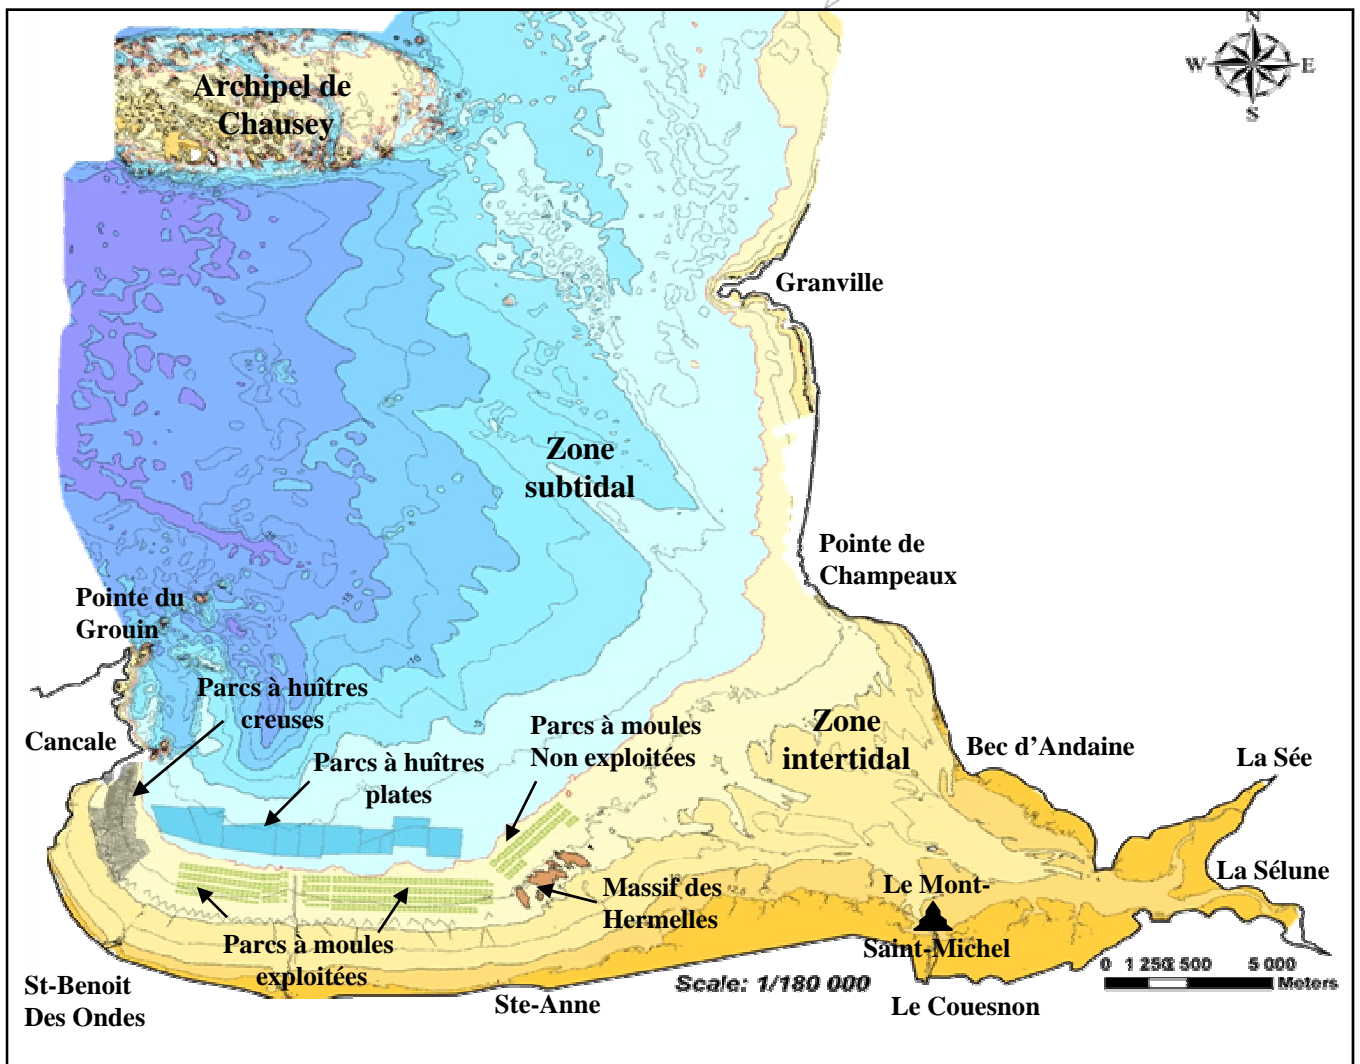 N
W E
S
Archipel de
Chausey
Granville
Zone
subtidal
Pointe de
Champeaux
Pointe du
Grouin
Parcs à huîtres
creuses
Cancale
Parcs à huîtres
plates
Parcs à moules
Non exploitées
Zone
intertidal
Bec d'Andaine
La Sée
La Sélune
Massif des
Hermelles
Le Mont-
Saint-Michel
Parcs à moules
exploitées
St-Benoit
Des Ondes
Ste-Anne
Scale: 1/180 000
Le Couesnon
0 1 250 2 500 5 000
Meters